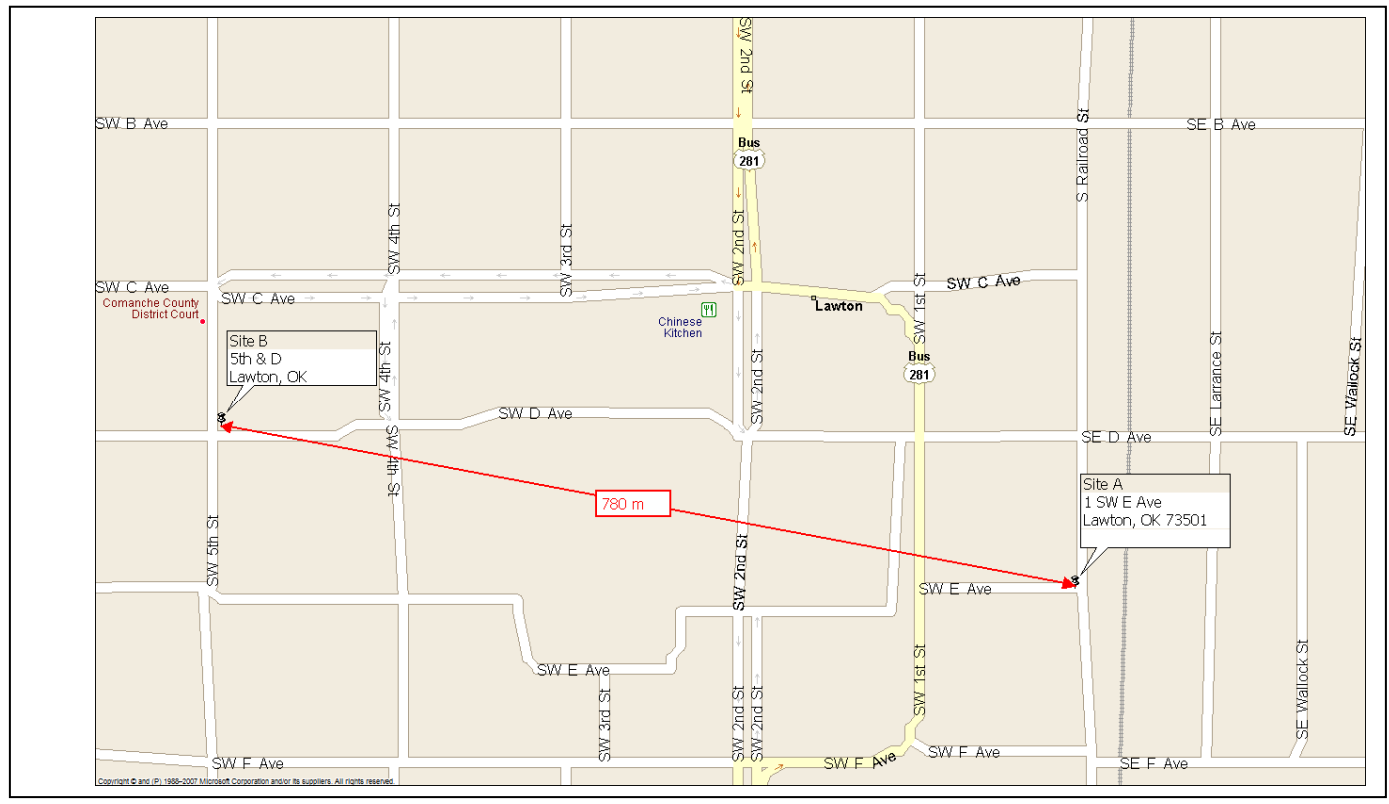 SW 2nd St
SW B Ave
SE B Ave
Bus
281
S Railroad St
SW 4th St
SW 3rd St
SW 2nd St
SW C Ave
SW C Ave
SW C Ave
Comanche County
District Court
Lawton
SW 1st St
Chinese
Kitchen
Site B
5th & D
Lawton, OK
SW 4th St
SW 2nd St
Bus
281
SE Larrance St
SE Wallock St
SW D Ave
SE D Ave
SW 4th St
780 m
Site A
1 SW E Ave
Lawton, OK 73501
SW 5th St
SW 2nd St
SW E Ave
SW E Ave
SW 3rd St
SW 2nd St
SW 2nd St
SW 1st St
SE Wallock St
SW F Ave
SW F Ave
SW F Ave
SE F Ave
Copyright © and (P) 1988–2007 Microsoft Corporation and/or its suppliers. All rights reserved.